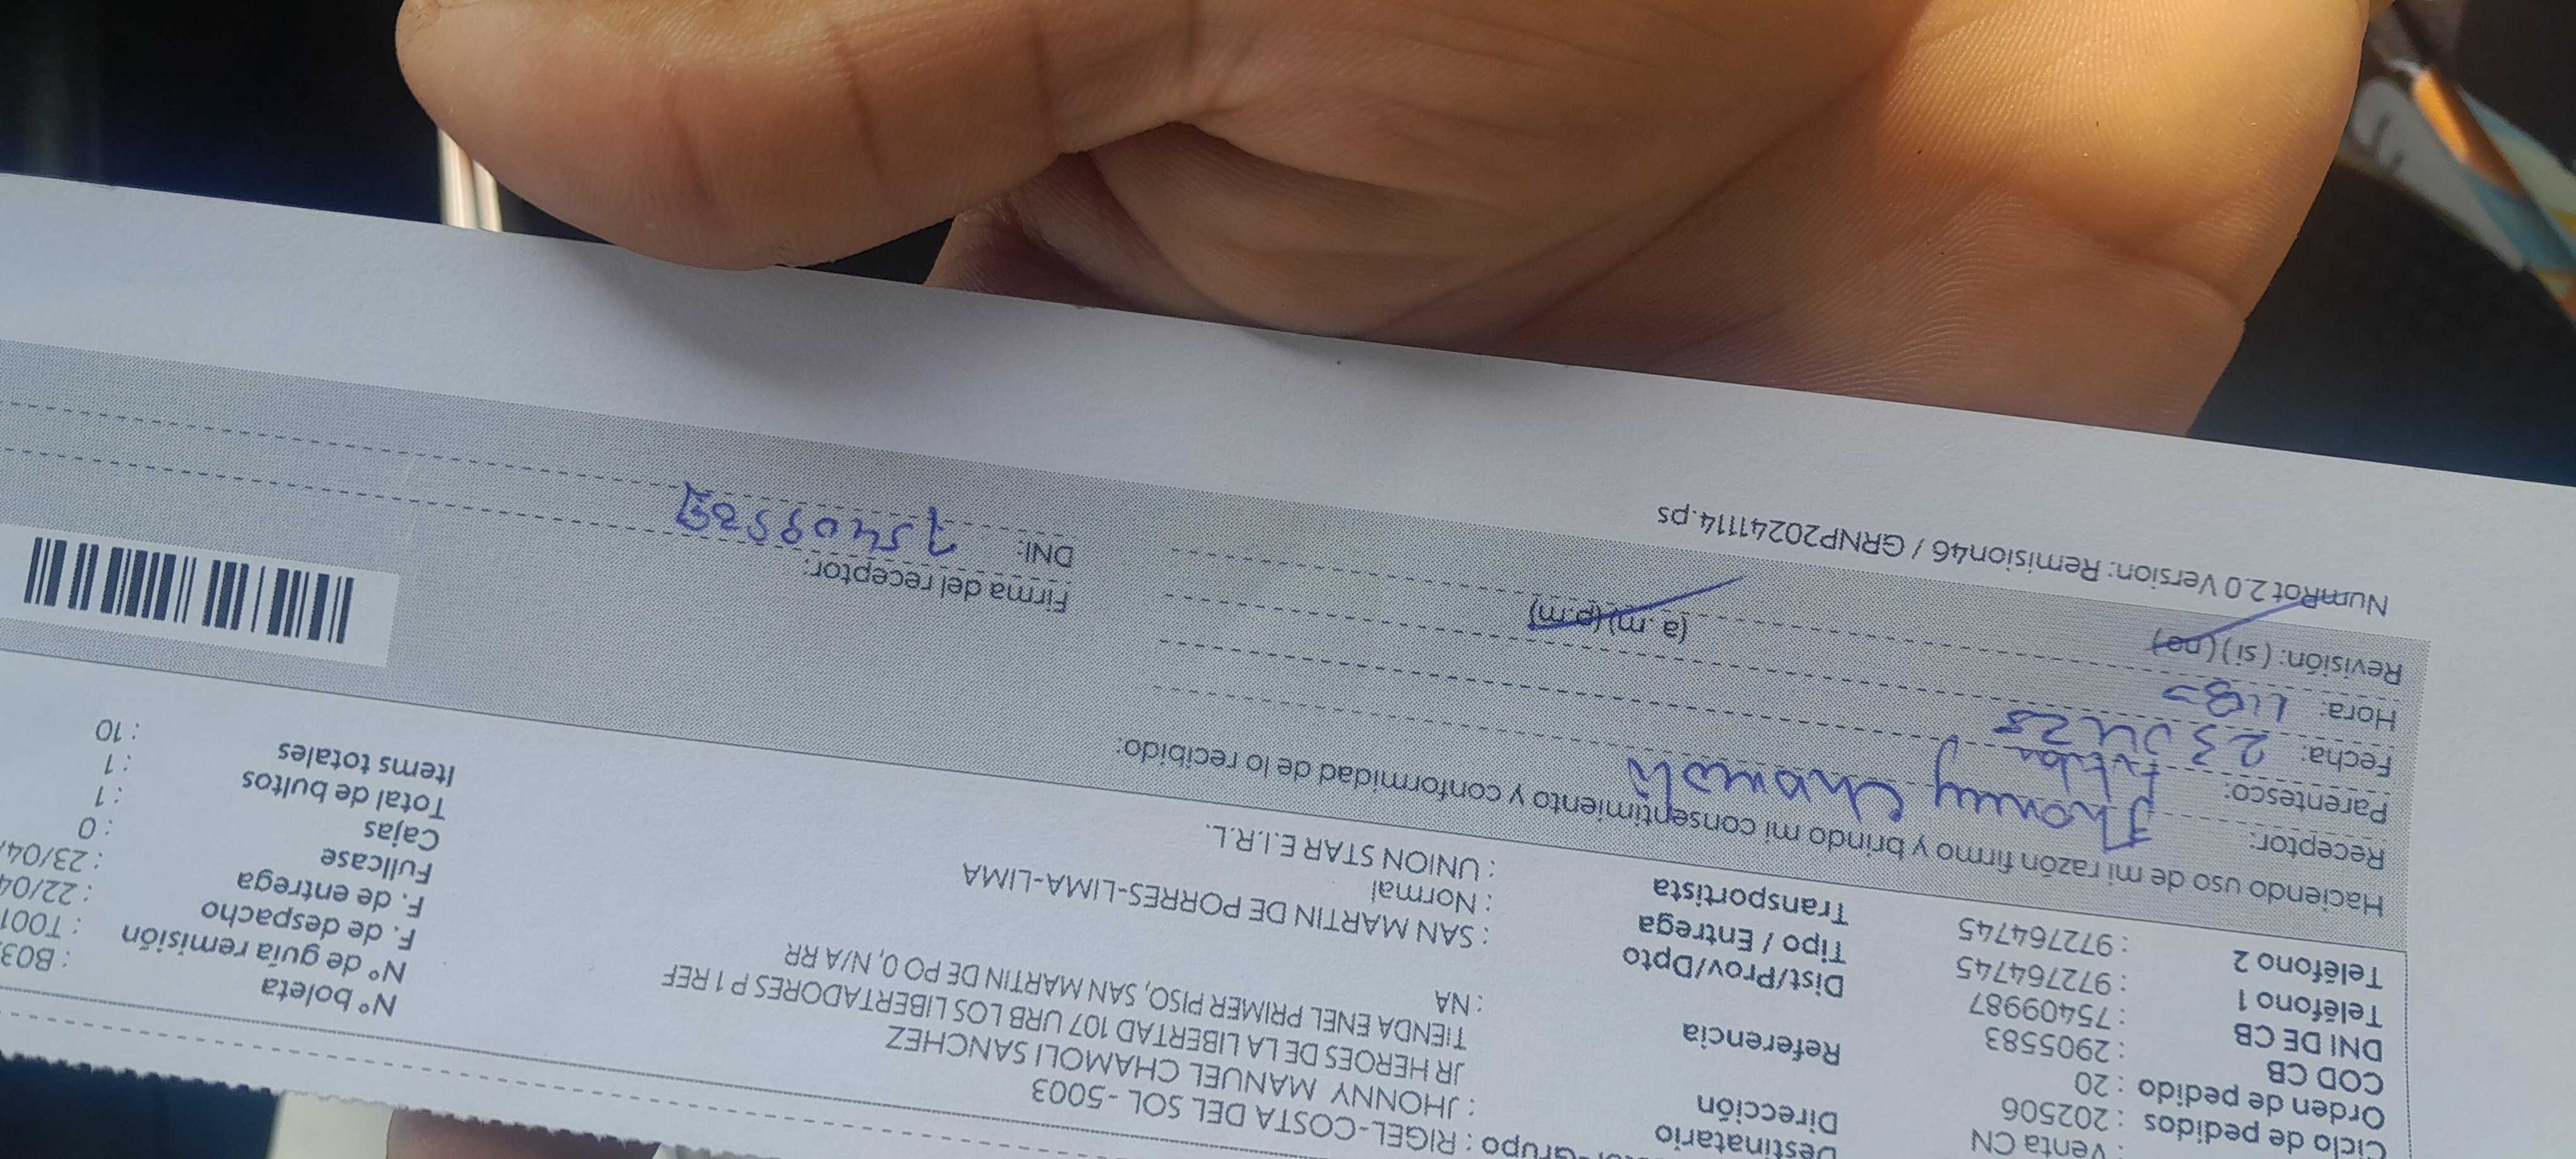 : Venta CN
Ciclo de pedidos : 202506
Orden de pedido : 20
COD CB : 2905583
DNI DE CB : 75409987
Teléfono 1 : 972764745
Teléfono 2 : 972764745
: RIGEL-COSTA DEL SOL -5003
Destinatario : JHONNY MANUEL CHAMOLI SANCHEZ
Dirección JR HEROES DE LA LIBERTAD 107 URB LOS LIBERTADORES P 1 REF
TIENDA ENEL PRIMER PISO, SAN MARTIN DE PO 0, N/A RR
Referencia : NA
Dist/Prov/Dpto : SAN MARTIN DE PORRES-LIMA-LIMA
Tipo / Entrega : Normal
Transportista : UNION STAR E.I.R.L.
N° boleta : B03
N° de guía remisión : T001
F. de despacho : 22/04
F. de entrega : 23/04/
Fullcase : 0
Cajas : 1
Total de bultos : 1
Items totales : 10
Haciendo uso de mi razón firmo y brindo mi consentimiento y conformidad de lo recibido:
Receptor: Jhonny Chamoli
Parentesco:
Fecha: 23
Hora: (a.m) (p.m)
Revisión: (si) (no)
Firma del receptor:
DNI:
NumRot 2.0 Version: Remision46 / GRNP20241114.ps